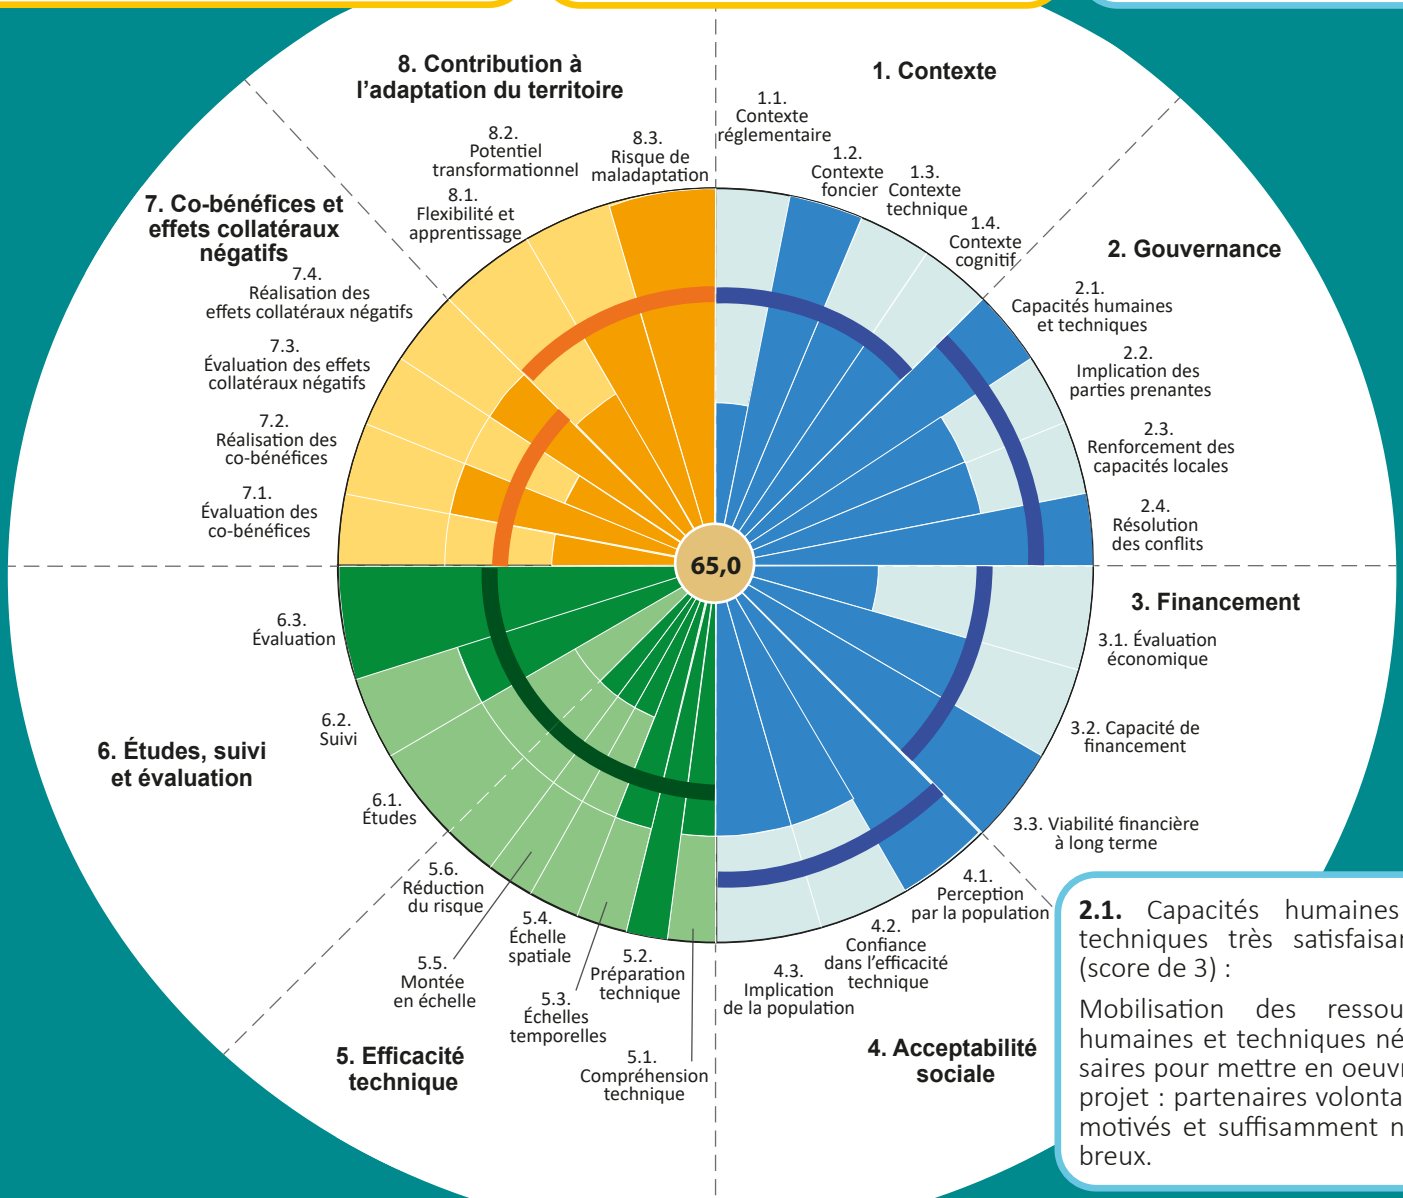 8. Contribution à
l'adaptation du territoire
1. Contexte
1.1.
Contexte
réglementaire
1.2.
Contexte
foncier
1.3.
Contexte
technique
1.4.
Contexte
cognitif
2. Gouvernance
2.1.
Capacités humaines
et techniques
2.2.
Implication des
parties prenantes
2.3.
Renforcement des
capacités locales
2.4.
Résolution
des conflits
3. Financement
3.1. Évaluation
économique
3.2. Capacité de
financement
3.3. Viabilité financière
à long terme
4.1.
Perception
par la population
4.2.
Confiance
dans l'efficacité
technique
4.3.
Implication
de la population
4. Acceptabilité
sociale
5.1.
Compréhension
technique
5.2.
Préparation
technique
5.3.
Échelles
temporelles
5.4.
Échelle
spatiale
5.5.
Montée
en échelle
5.6.
Réduction
du risque
5. Efficacité
technique
6.1.
Études
6.2.
Suivi
6.3.
Évaluation
6. Études, suivi
et évaluation
7.1.
Évaluation des
co-bénéfices
7.2.
Réalisation des
co-bénéfices
7.3.
Évaluation des effets
collatéraux négatifs
7.4.
Réalisation des
effets collatéraux négatifs
7. Co-bénéfices et
effets collatéraux
négatifs
8.1.
Flexibilité et
apprentissage
8.2.
Potentiel
transformationnel
8.3.
Risque de
maladaptation
65,0
2.1. Capacités humaines
techniques très satisfaisan
(score de 3) :
Mobilisation des ressou
humaines et techniques né
saires pour mettre en oeuvr
projet : partenaires volonta
motivés et suffisamment n
breux.